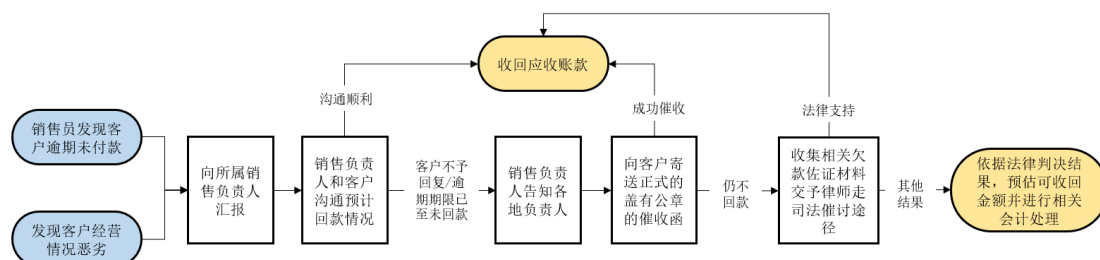 收回应收账款
沟通顺利
成功催收
法律支持
销售员发现客
户逾期未付款
发现客户经营
情况恶劣
向所属销
售负责人
汇报
销售负责
人和客户
沟通预计
回款情况
客户不予
回复/逾
期期限已
至未回款
销售负责
人告知各
地负责人
向客户寄
送正式的
盖有公章
的催收函
仍不
回款
收集相关欠
款佐证材料
交予律师走
司法催讨途
径
其他
结果
依据法律判决结
果，预估可收回
金额并进行相关
会计处理